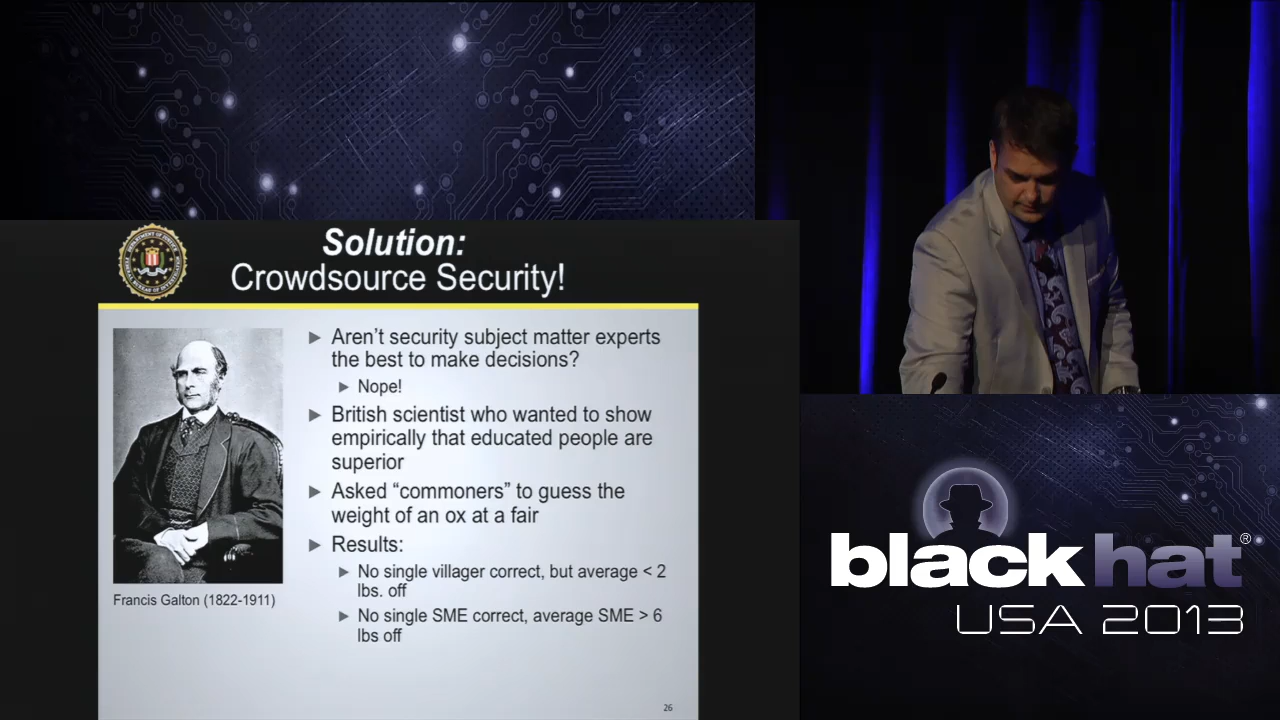 Solution:
Crowdsource Security!
Aren’t security subject matter experts
the best to make decisions?
Nope!
British scientist who wanted to show
empirically that educated people are
superior
Asked “commoners” to guess the
weight of an ox at a fair
Results:
No single villager correct, but average < 2
lbs. off
No single SME correct, average SME > 6
lbs off
Francis Galton (1822-1911)
26
black hat®
USA 2013